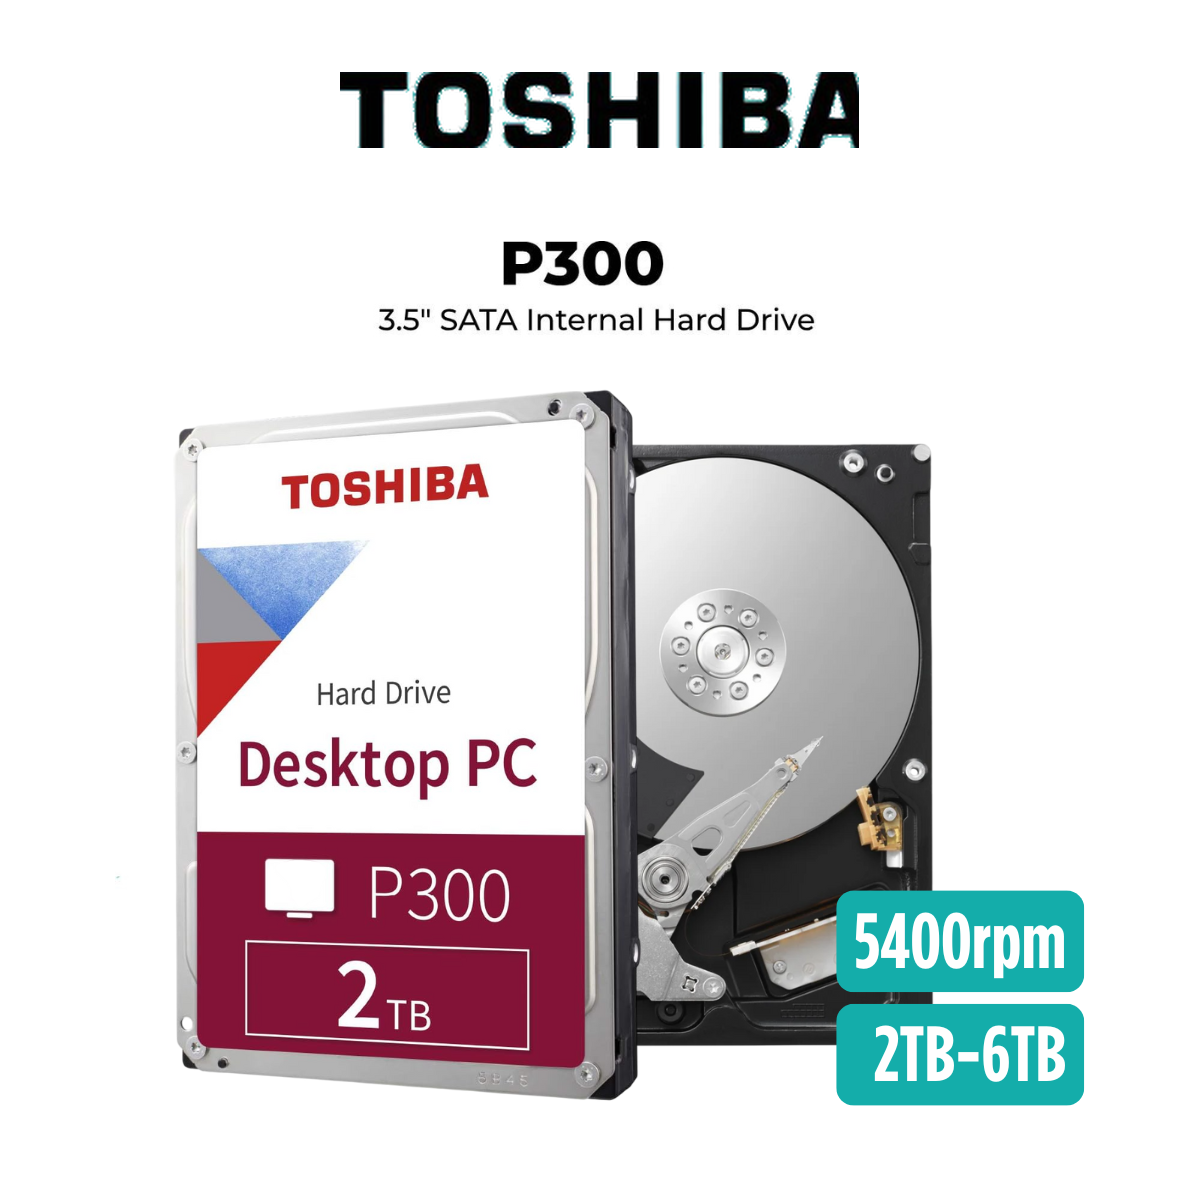 TOSHIBA
P300
3.5" SATA Internal Hard Drive
TOSHIBA
Hard Drive
Desktop PC
P300
2TB
5400rpm
2TB-6TB